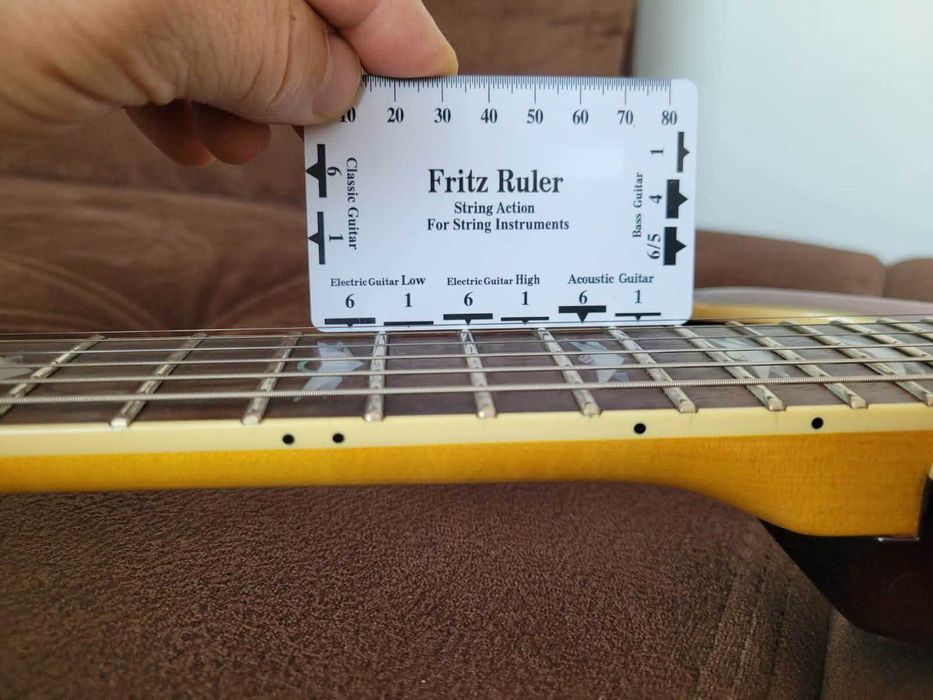 10 20 30 40 50 60 70 80
Fritz Ruler
String Action
For String Instruments
6 Classic Guitar 1
1 Bass Guitar 4 6/5
Electric Guitar Low
6 1
Electric Guitar High
6 1
Acoustic Guitar
6 1